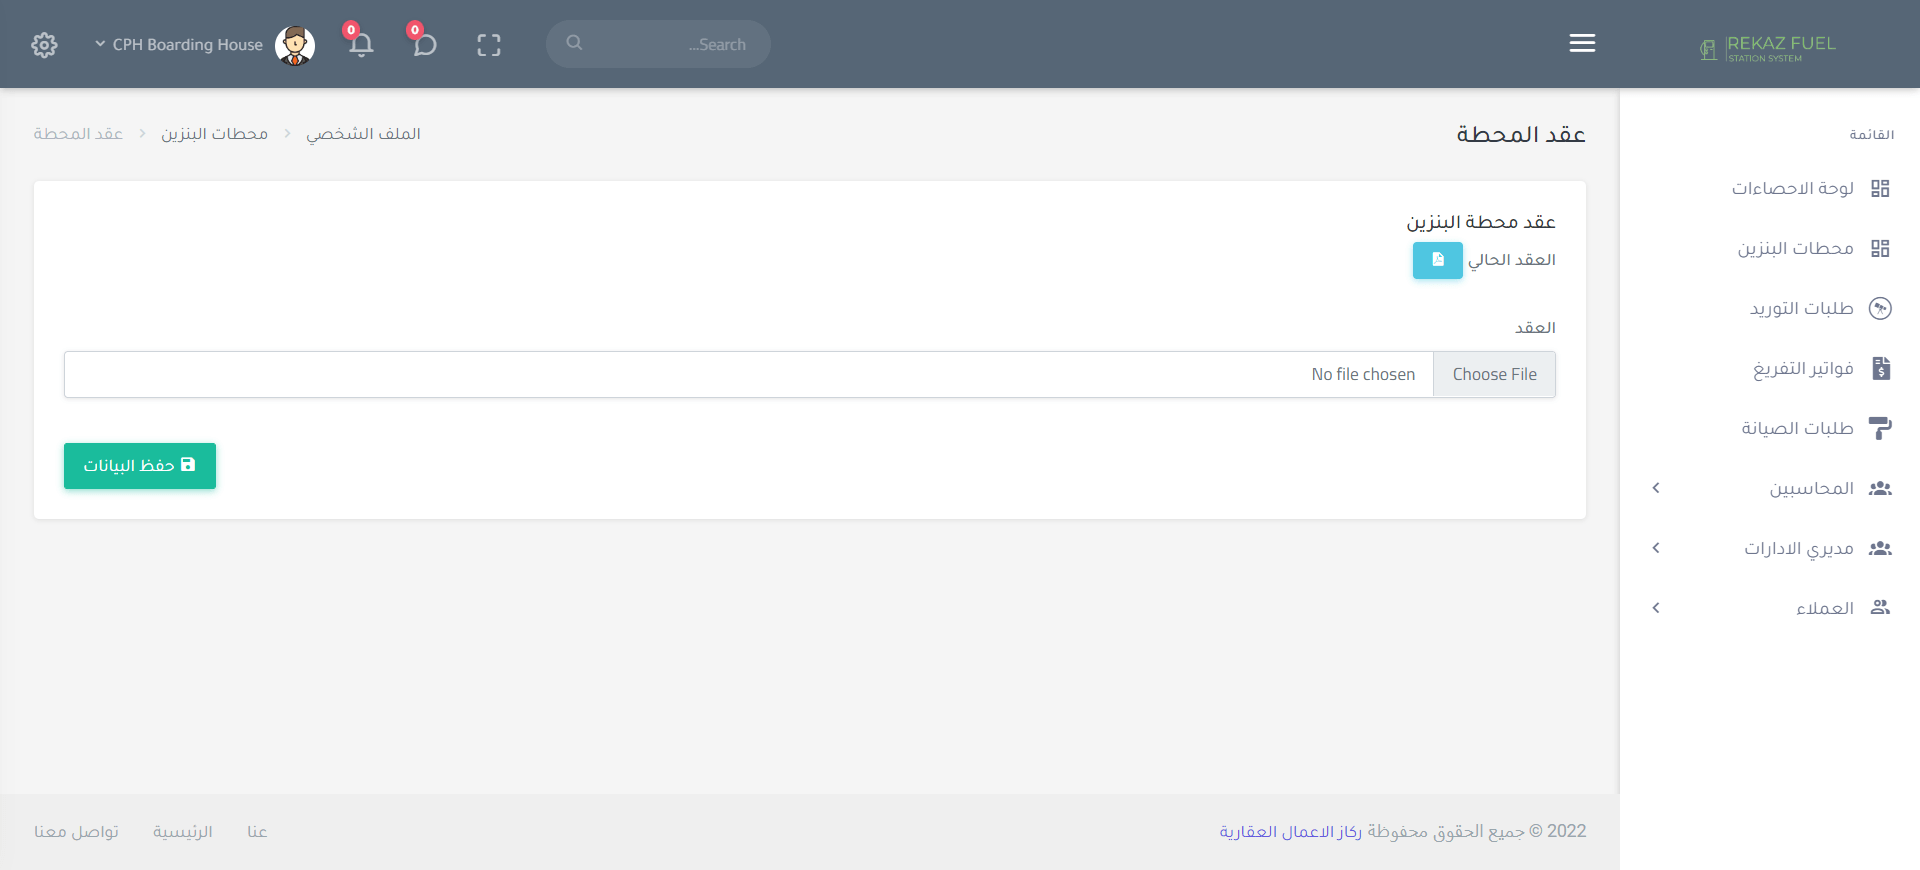 REKAZ FUEL
STATION SYSTEM
Search...
0
0
CPH Boarding House
القائمة
لوحة الاحصاءات
محطات البنزين
طلبات التوريد
فواتير التفريغ
طلبات الصيانة
المحاسبين
مديري الادارات
العملاء
عقد المحطة
الملف الشخصي
محطات البنزين
عقد المحطة
عقد محطة البنزين
العقد الحالي
العقد
Choose File No file chosen
حفظ البيانات
2022 © جميع الحقوق محفوظة ركاز الاعمال العقارية
عنا
الرئيسية
تواصل معنا